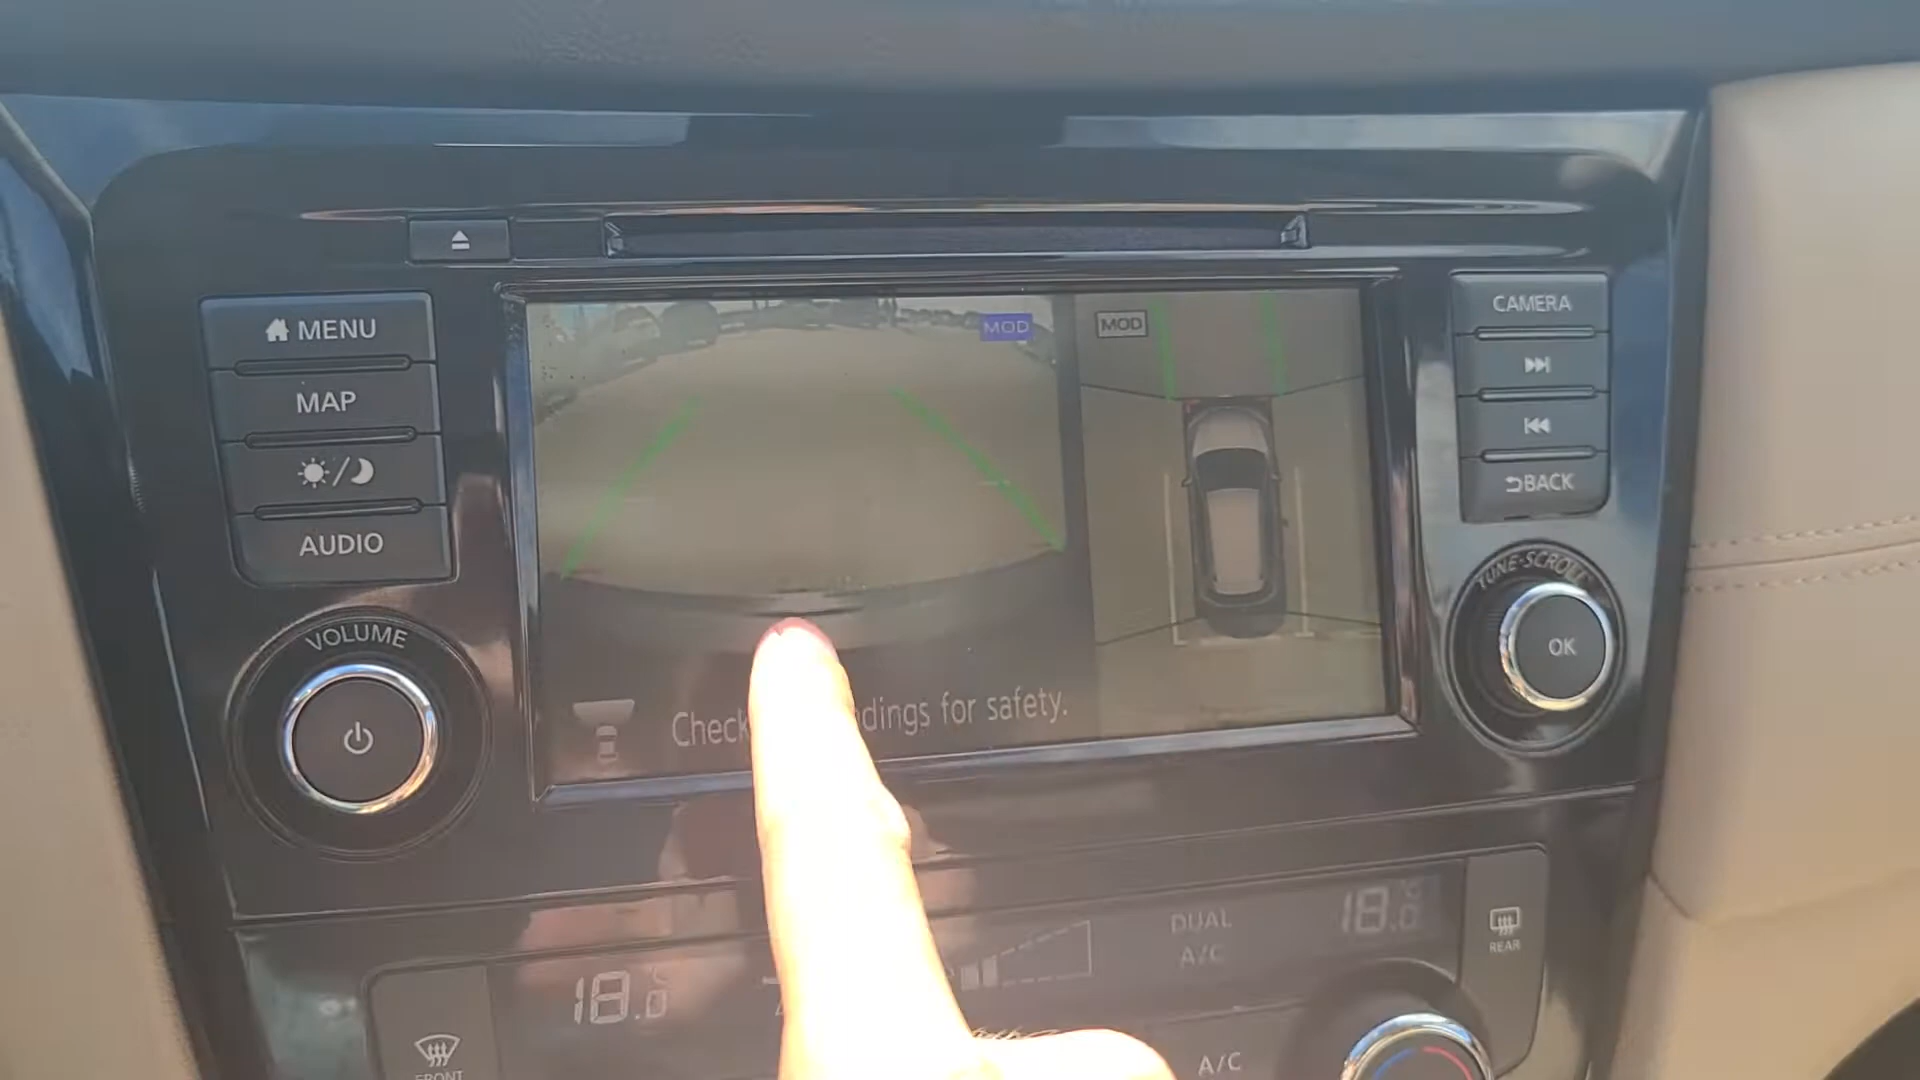 MENU
MAP
AUDIO
VOLUME
MOD
MOD
Check
dings for safety.
CAMERA
BACK
TUNE·SCROLL
OK
18.0
°C
DUAL
A/C
18.0
°C
REAR
FRONT
A/C